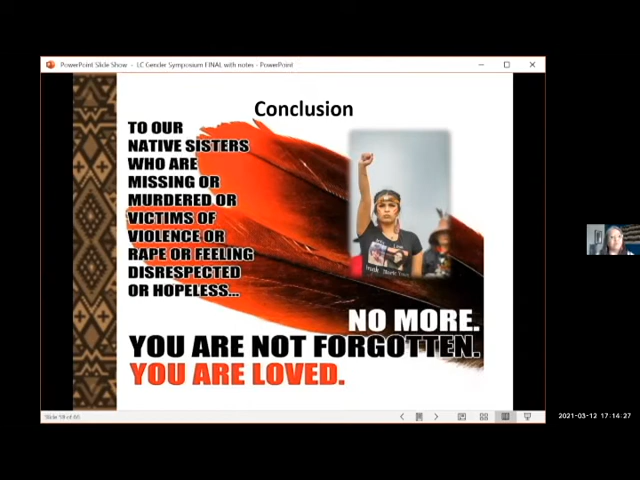 PowerPoint Slide Show - LC Gender Symposium FINAL with notes - PowerPoint
Conclusion
TO OUR
NATIVE SISTERS
WHO ARE
MISSING OR
MURDERED OR
VICTIMS OF
VIOLENCE OR
RAPE OR FEELING
DISRESPECTED
OR HOPELESS...
NO MORE.
YOU ARE NOT FORGOTTEN.
YOU ARE LOVED.
2021-03-12 17:14:27